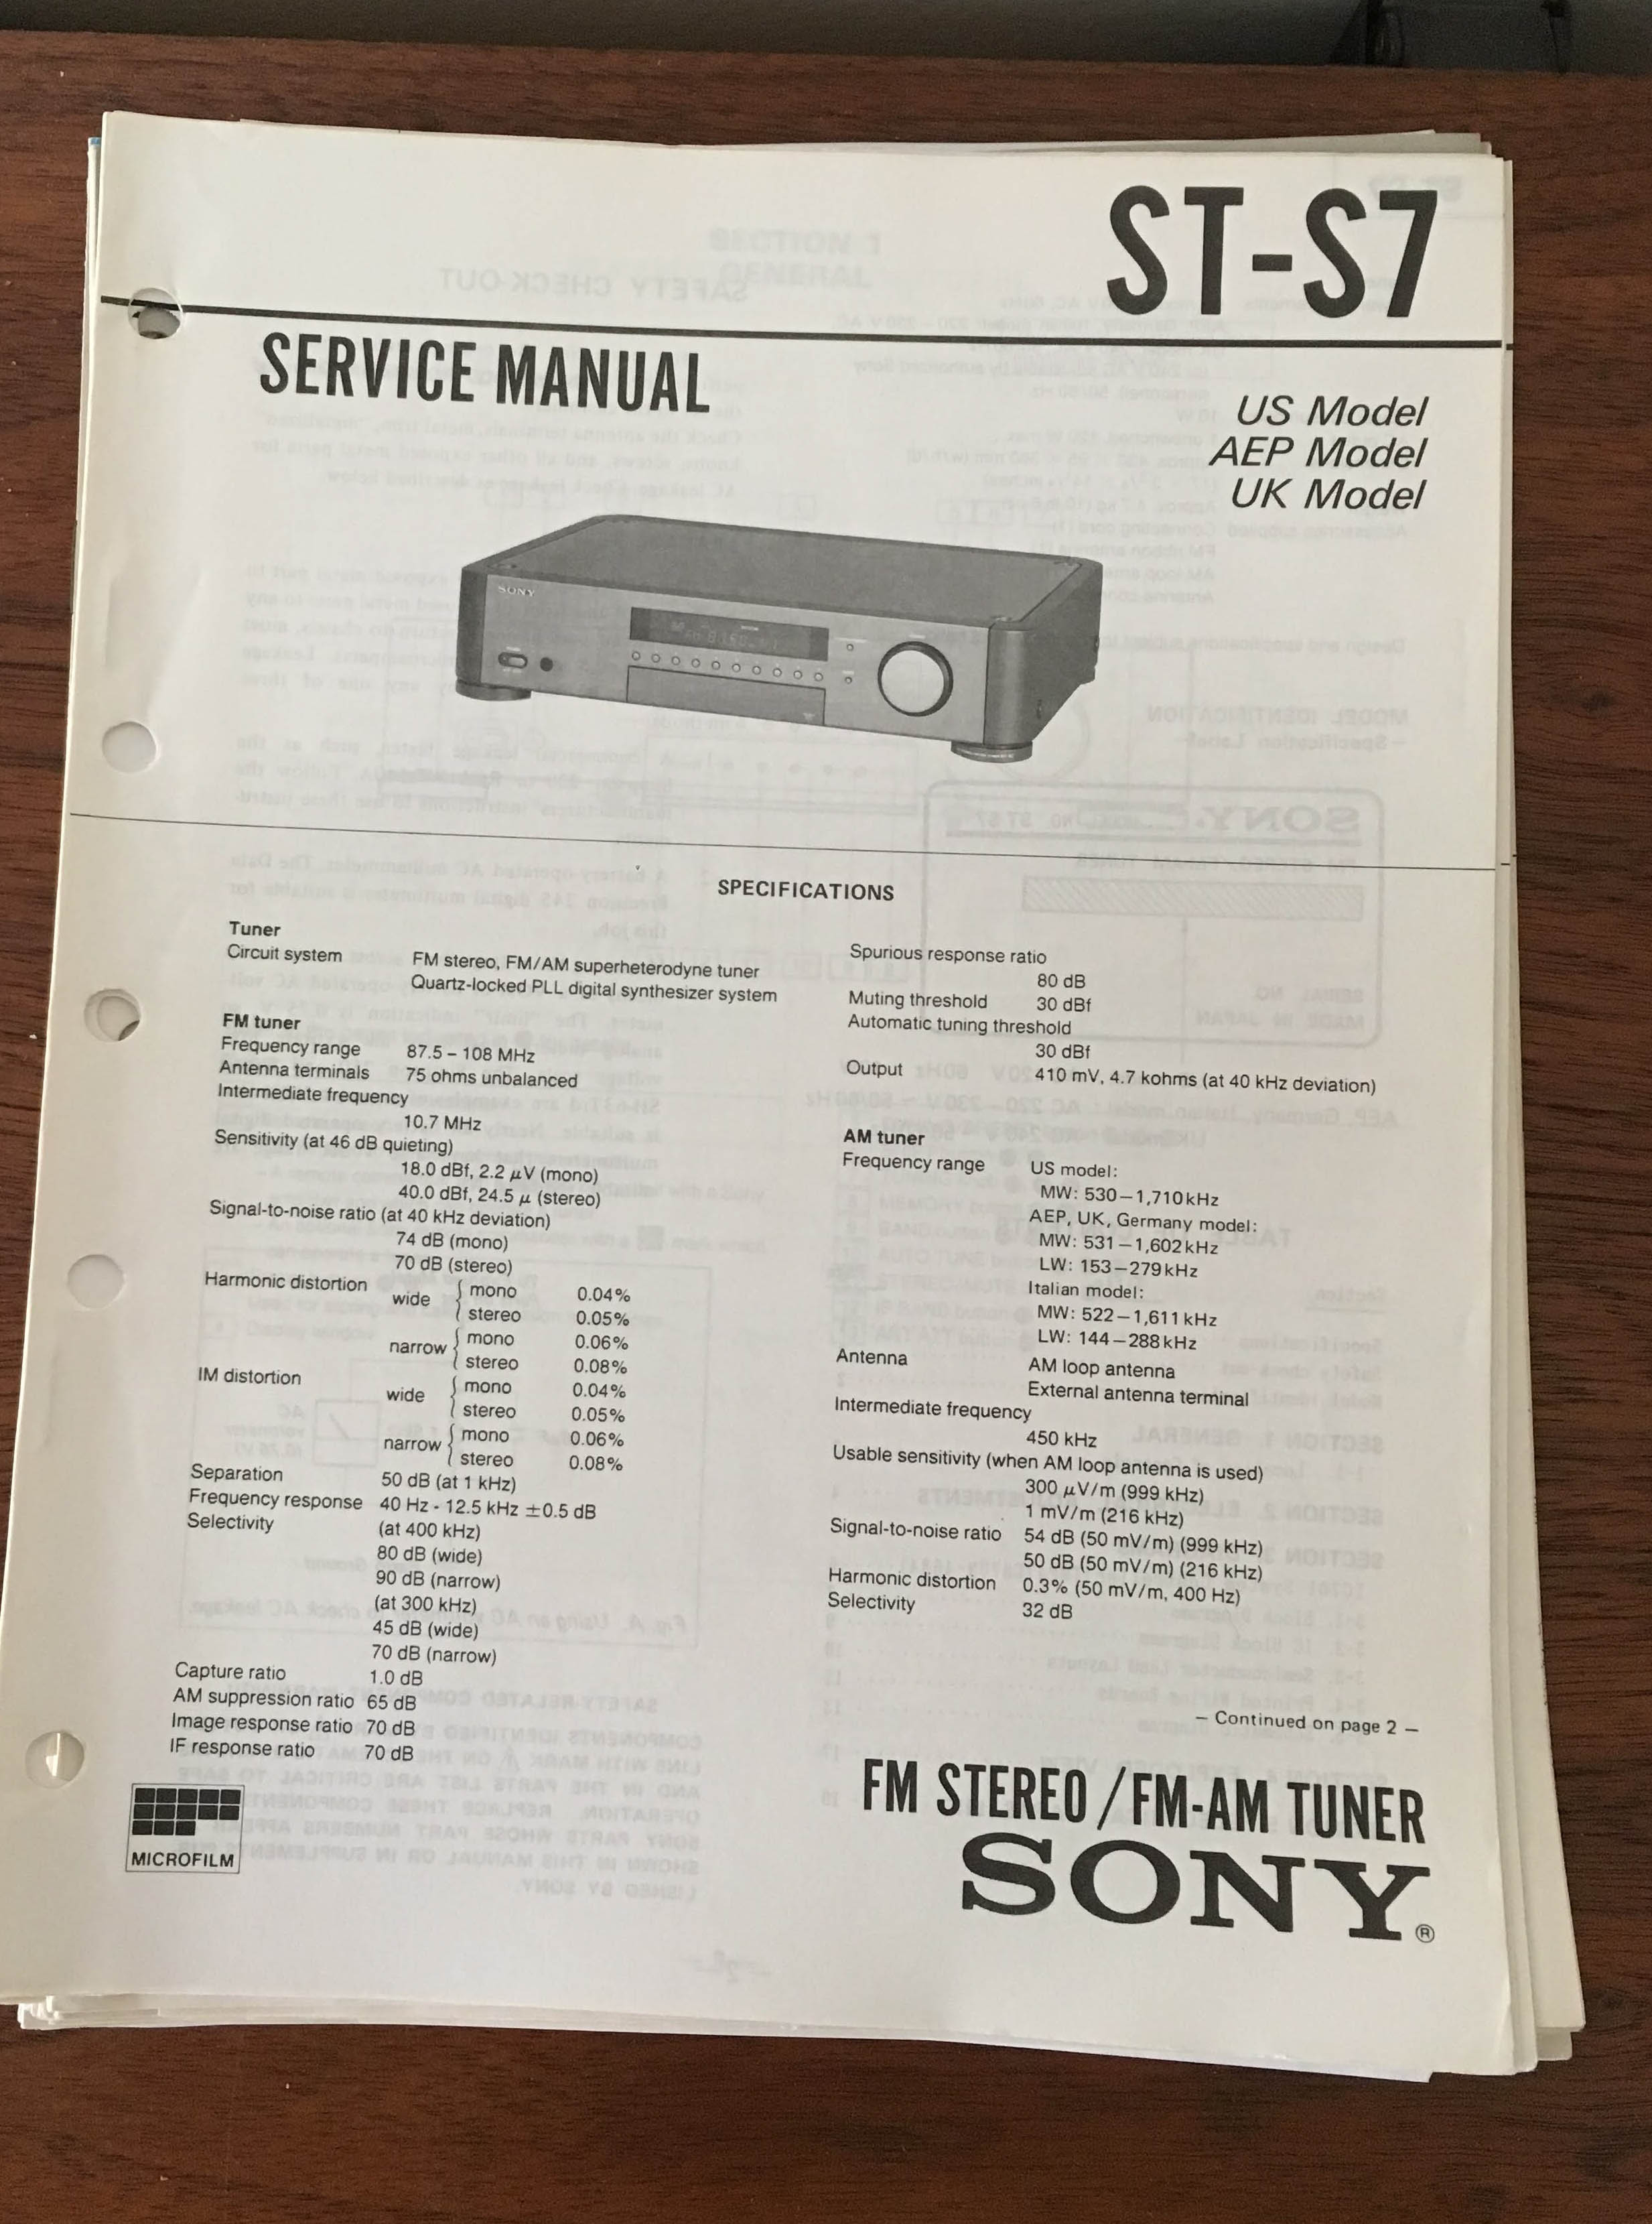 ST-S7
SERVICE MANUAL
US Model
AEP Model
UK Model
SONY
SPECIFICATIONS
Tuner
Circuit system FM stereo, FM/AM superheterodyne tuner
Quartz-locked PLL digital synthesizer system
FM tuner
Frequency range 87.5 – 108 MHz
Antenna terminals 75 ohms unbalanced
Intermediate frequency
10.7 MHz
Sensitivity (at 46 dB quieting)
18.0 dBf, 2.2 μV (mono)
40.0 dBf, 24.5 μ (stereo)
Signal-to-noise ratio (at 40 kHz deviation)
74 dB (mono)
70 dB (stereo)
Harmonic distortion
wide { mono 0.04%
stereo 0.05%
narrow { mono 0.06%
stereo 0.08%
IM distortion
wide { mono 0.04%
stereo 0.05%
narrow { mono 0.06%
stereo 0.08%
Separation 50 dB (at 1 kHz)
Frequency response 40 Hz - 12.5 kHz ±0.5 dB
Selectivity (at 400 kHz)
80 dB (wide)
90 dB (narrow)
(at 300 kHz)
45 dB (wide)
70 dB (narrow)
Capture ratio 1.0 dB
AM suppression ratio 65 dB
Image response ratio 70 dB
IF response ratio 70 dB
Spurious response ratio
80 dB
Muting threshold 30 dBf
Automatic tuning threshold
30 dBf
Output 410 mV, 4.7 kohms (at 40 kHz deviation)
AM tuner
Frequency range US model:
MW: 530–1,710 kHz
AEP, UK, Germany model:
MW: 531–1,602 kHz
LW: 153–279 kHz
Italian model:
MW: 522–1,611 kHz
LW: 144–288 kHz
Antenna AM loop antenna
External antenna terminal
Intermediate frequency
450 kHz
Usable sensitivity (when AM loop antenna is used)
300 μV/m (999 kHz)
1 mV/m (216 kHz)
Signal-to-noise ratio 54 dB (50 mV/m) (999 kHz)
50 dB (50 mV/m) (216 kHz)
Harmonic distortion 0.3% (50 mV/m, 400 Hz)
Selectivity 32 dB
– Continued on page 2 –
MICROFILM
FM STEREO / FM-AM TUNER
SONY®